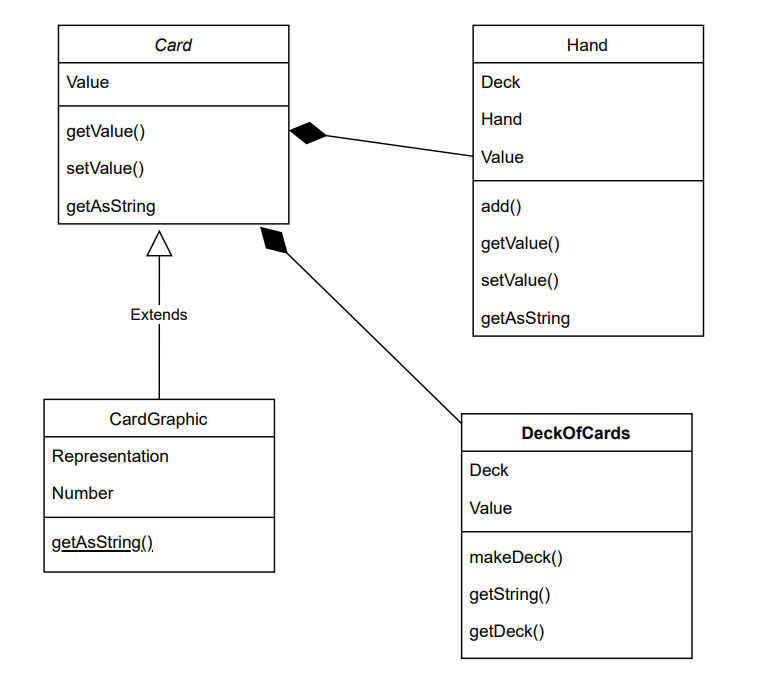 Card
Value
getValue()
setValue()
getAsString
Hand
Deck
Hand
Value
add()
getValue()
setValue()
getAsString
Extends
CardGraphic
Representation
Number
getAsString()
DeckOfCards
Deck
Value
makeDeck()
getString()
getDeck()